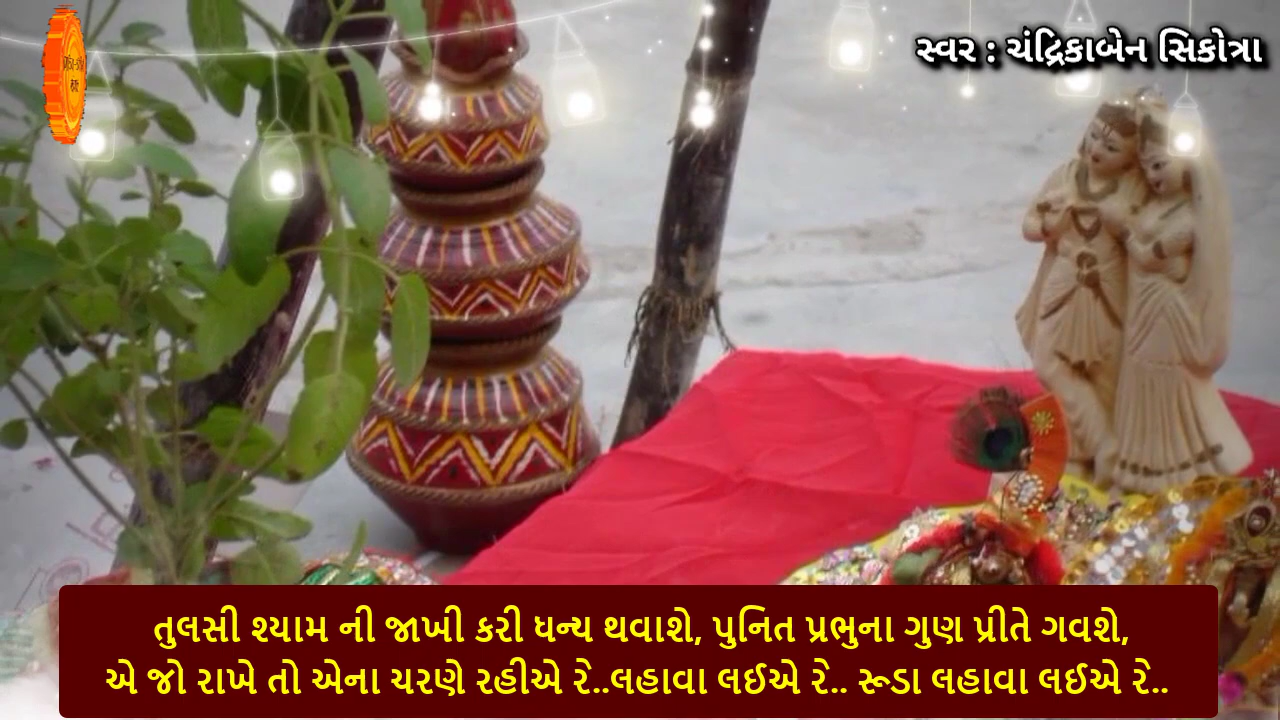 સ્વર : ચંદ્રિકાબેન સિકોત્રા
તુલસી શ્યામ ની જાખી કરી ધન્ય થવાશે, પુનિત પ્રભુના ગુણ પ્રીતે ગવશે,
એ જો રાખે તો એના ચરણે રહીએ રે..લહાવા લઈએ રે.. રૂડા લહાવા લઈએ રે..